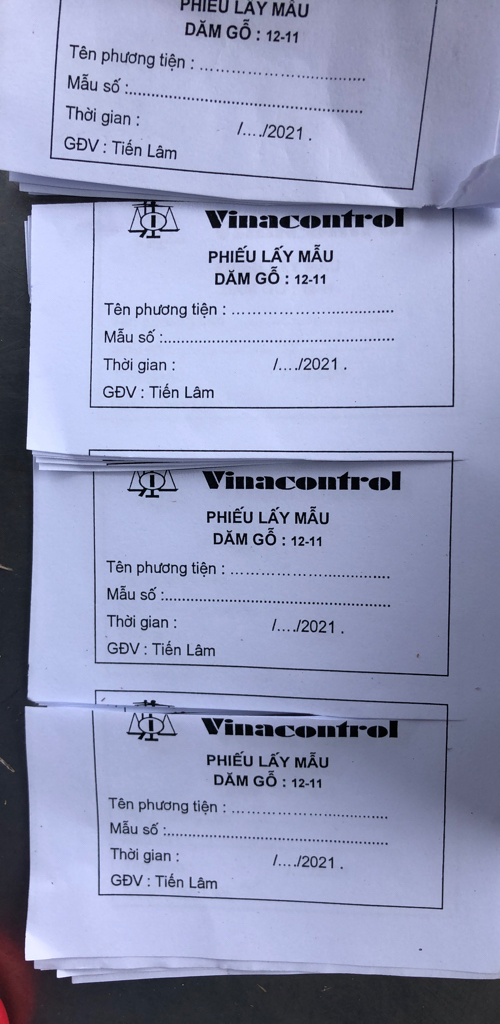 PHIẾU LẤY MẪU
DĂM GỖ : 12-11
Tên phương tiện : ......................................
Mẫu số :......................................................
Thời gian : /..../2021 .
GĐV : Tiến Lâm
Vinacontrol
PHIẾU LẤY MẪU
DĂM GỖ : 12-11
Tên phương tiện : ......................................
Mẫu số :......................................................
Thời gian : /..../2021 .
GĐV : Tiến Lâm
Vinacontrol
PHIẾU LẤY MẪU
DĂM GỖ : 12-11
Tên phương tiện : ......................................
Mẫu số :......................................................
Thời gian : /..../2021 .
GĐV : Tiến Lâm
Vinacontrol
PHIẾU LẤY MẪU
DĂM GỖ : 12-11
Tên phương tiện : ......................................
Mẫu số :......................................................
Thời gian : /..../2021 .
GĐV : Tiến Lâm